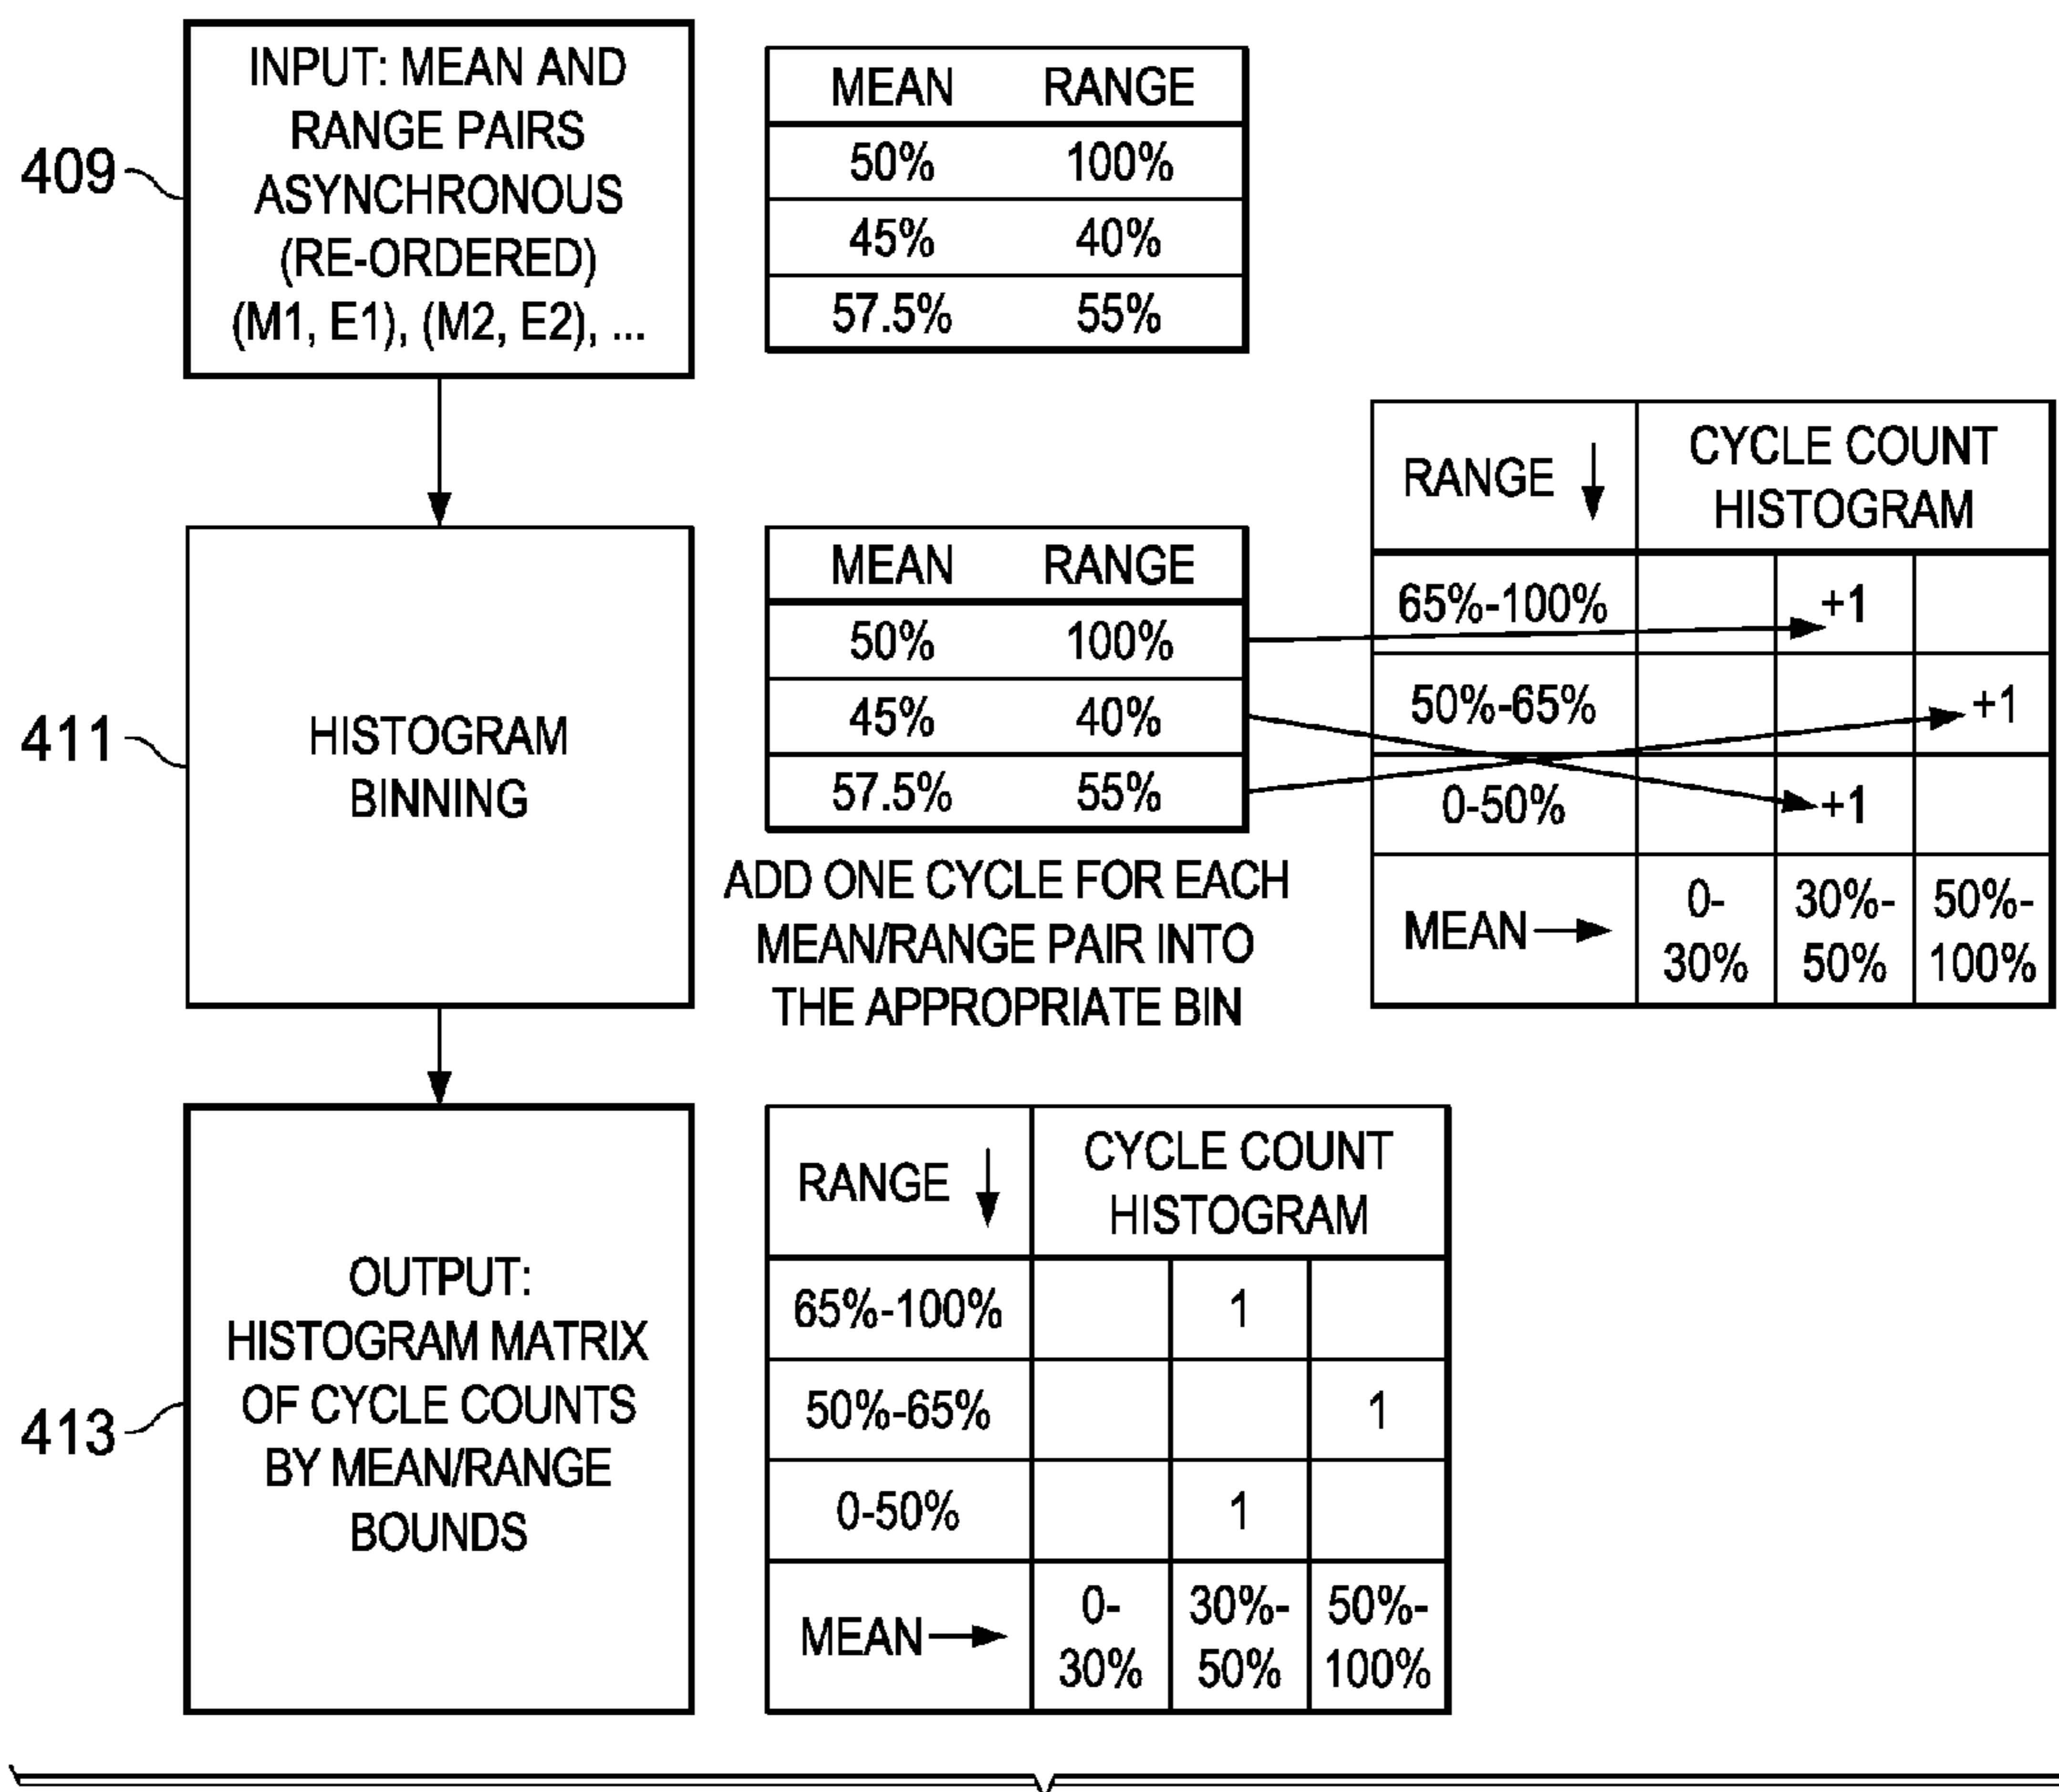 409
INPUT: MEAN AND
RANGE PAIRS
ASYNCHRONOUS
(RE-ORDERED)
(M1, E1), (M2, E2), ...
MEAN RANGE
50% 100%
45% 40%
57.5% 55%
411
HISTOGRAM
BINNING
MEAN RANGE
50% 100%
45% 40%
57.5% 55%
ADD ONE CYCLE FOR EACH
MEAN/RANGE PAIR INTO
THE APPROPRIATE BIN
RANGE
CYCLE COUNT
HISTOGRAM
65%-100% +1
50%-65% +1
0-50% +1
MEAN
0-
30%
30%-
50%
50%-
100%
413
OUTPUT:
HISTOGRAM MATRIX
OF CYCLE COUNTS
BY MEAN/RANGE
BOUNDS
RANGE
CYCLE COUNT
HISTOGRAM
65%-100% 1
50%-65% 1
0-50% 1
MEAN
0-
30%
30%-
50%
50%-
100%